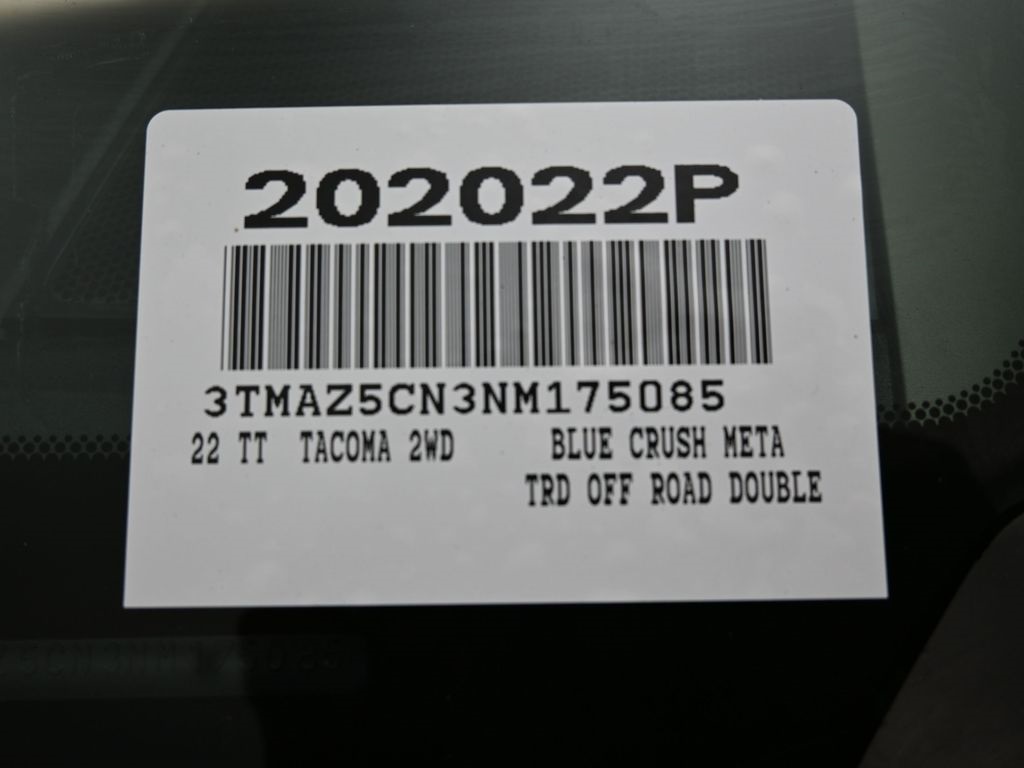 202022P
3TMAZ5CN3NM175085
22 TT TACOMA 2WD BLUE CRUSH META
TRD OFF ROAD DOUBLE